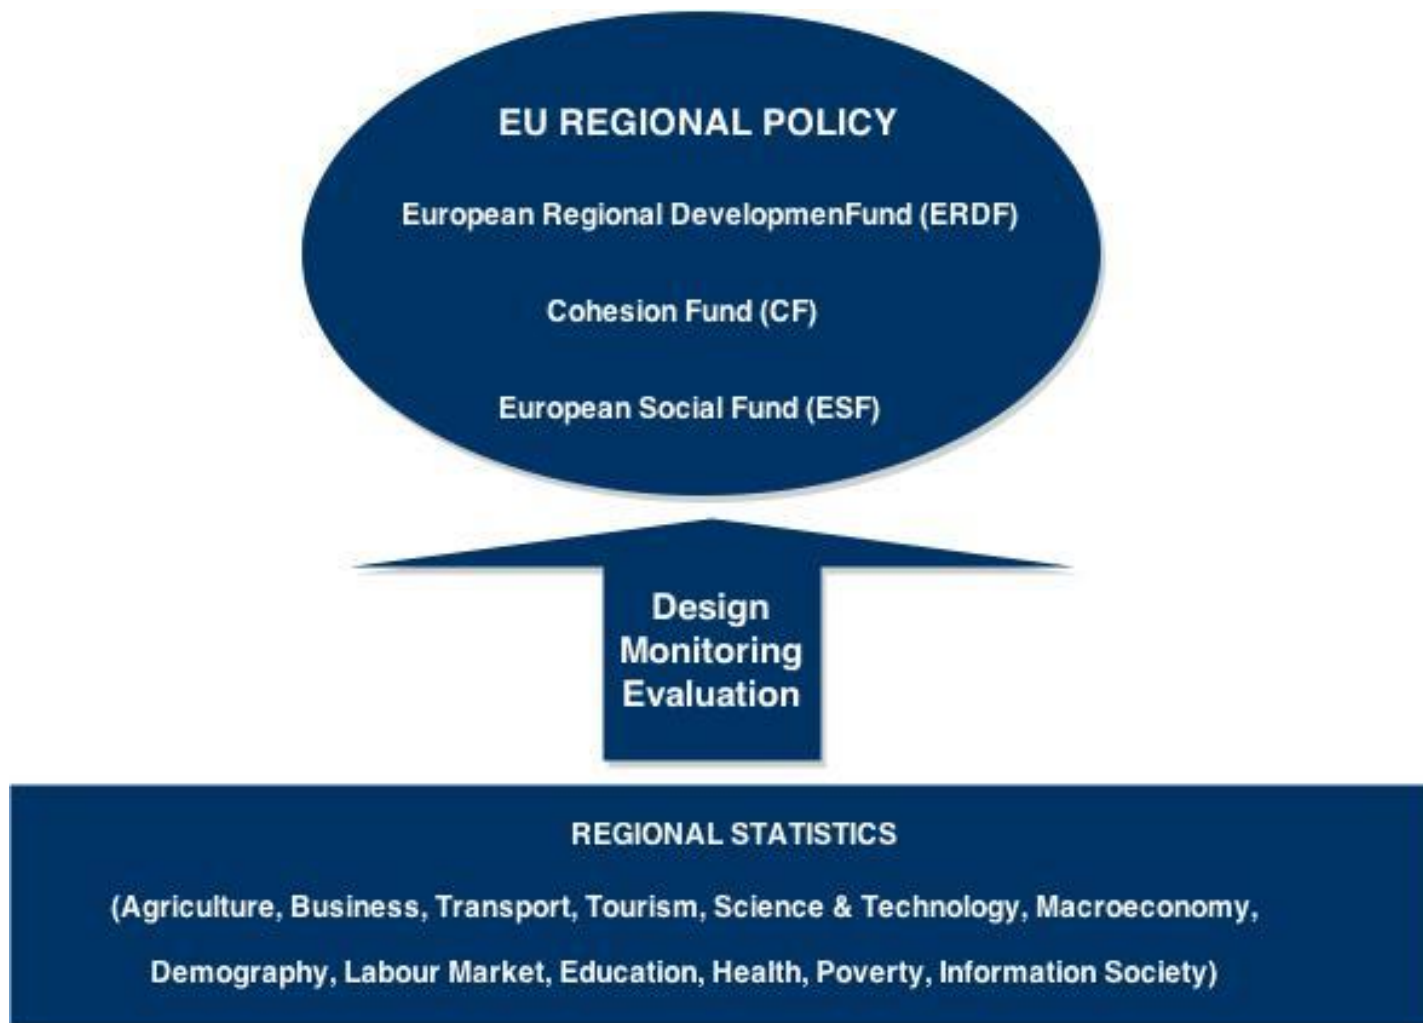 EU REGIONAL POLICY
European Regional DevelopmenFund (ERDF)
Cohesion Fund (CF)
European Social Fund (ESF)
Design
Monitoring
Evaluation
REGIONAL STATISTICS
(Agriculture, Business, Transport, Tourism, Science & Technology, Macroeconomy,
Demography, Labour Market, Education, Health, Poverty, Information Society)